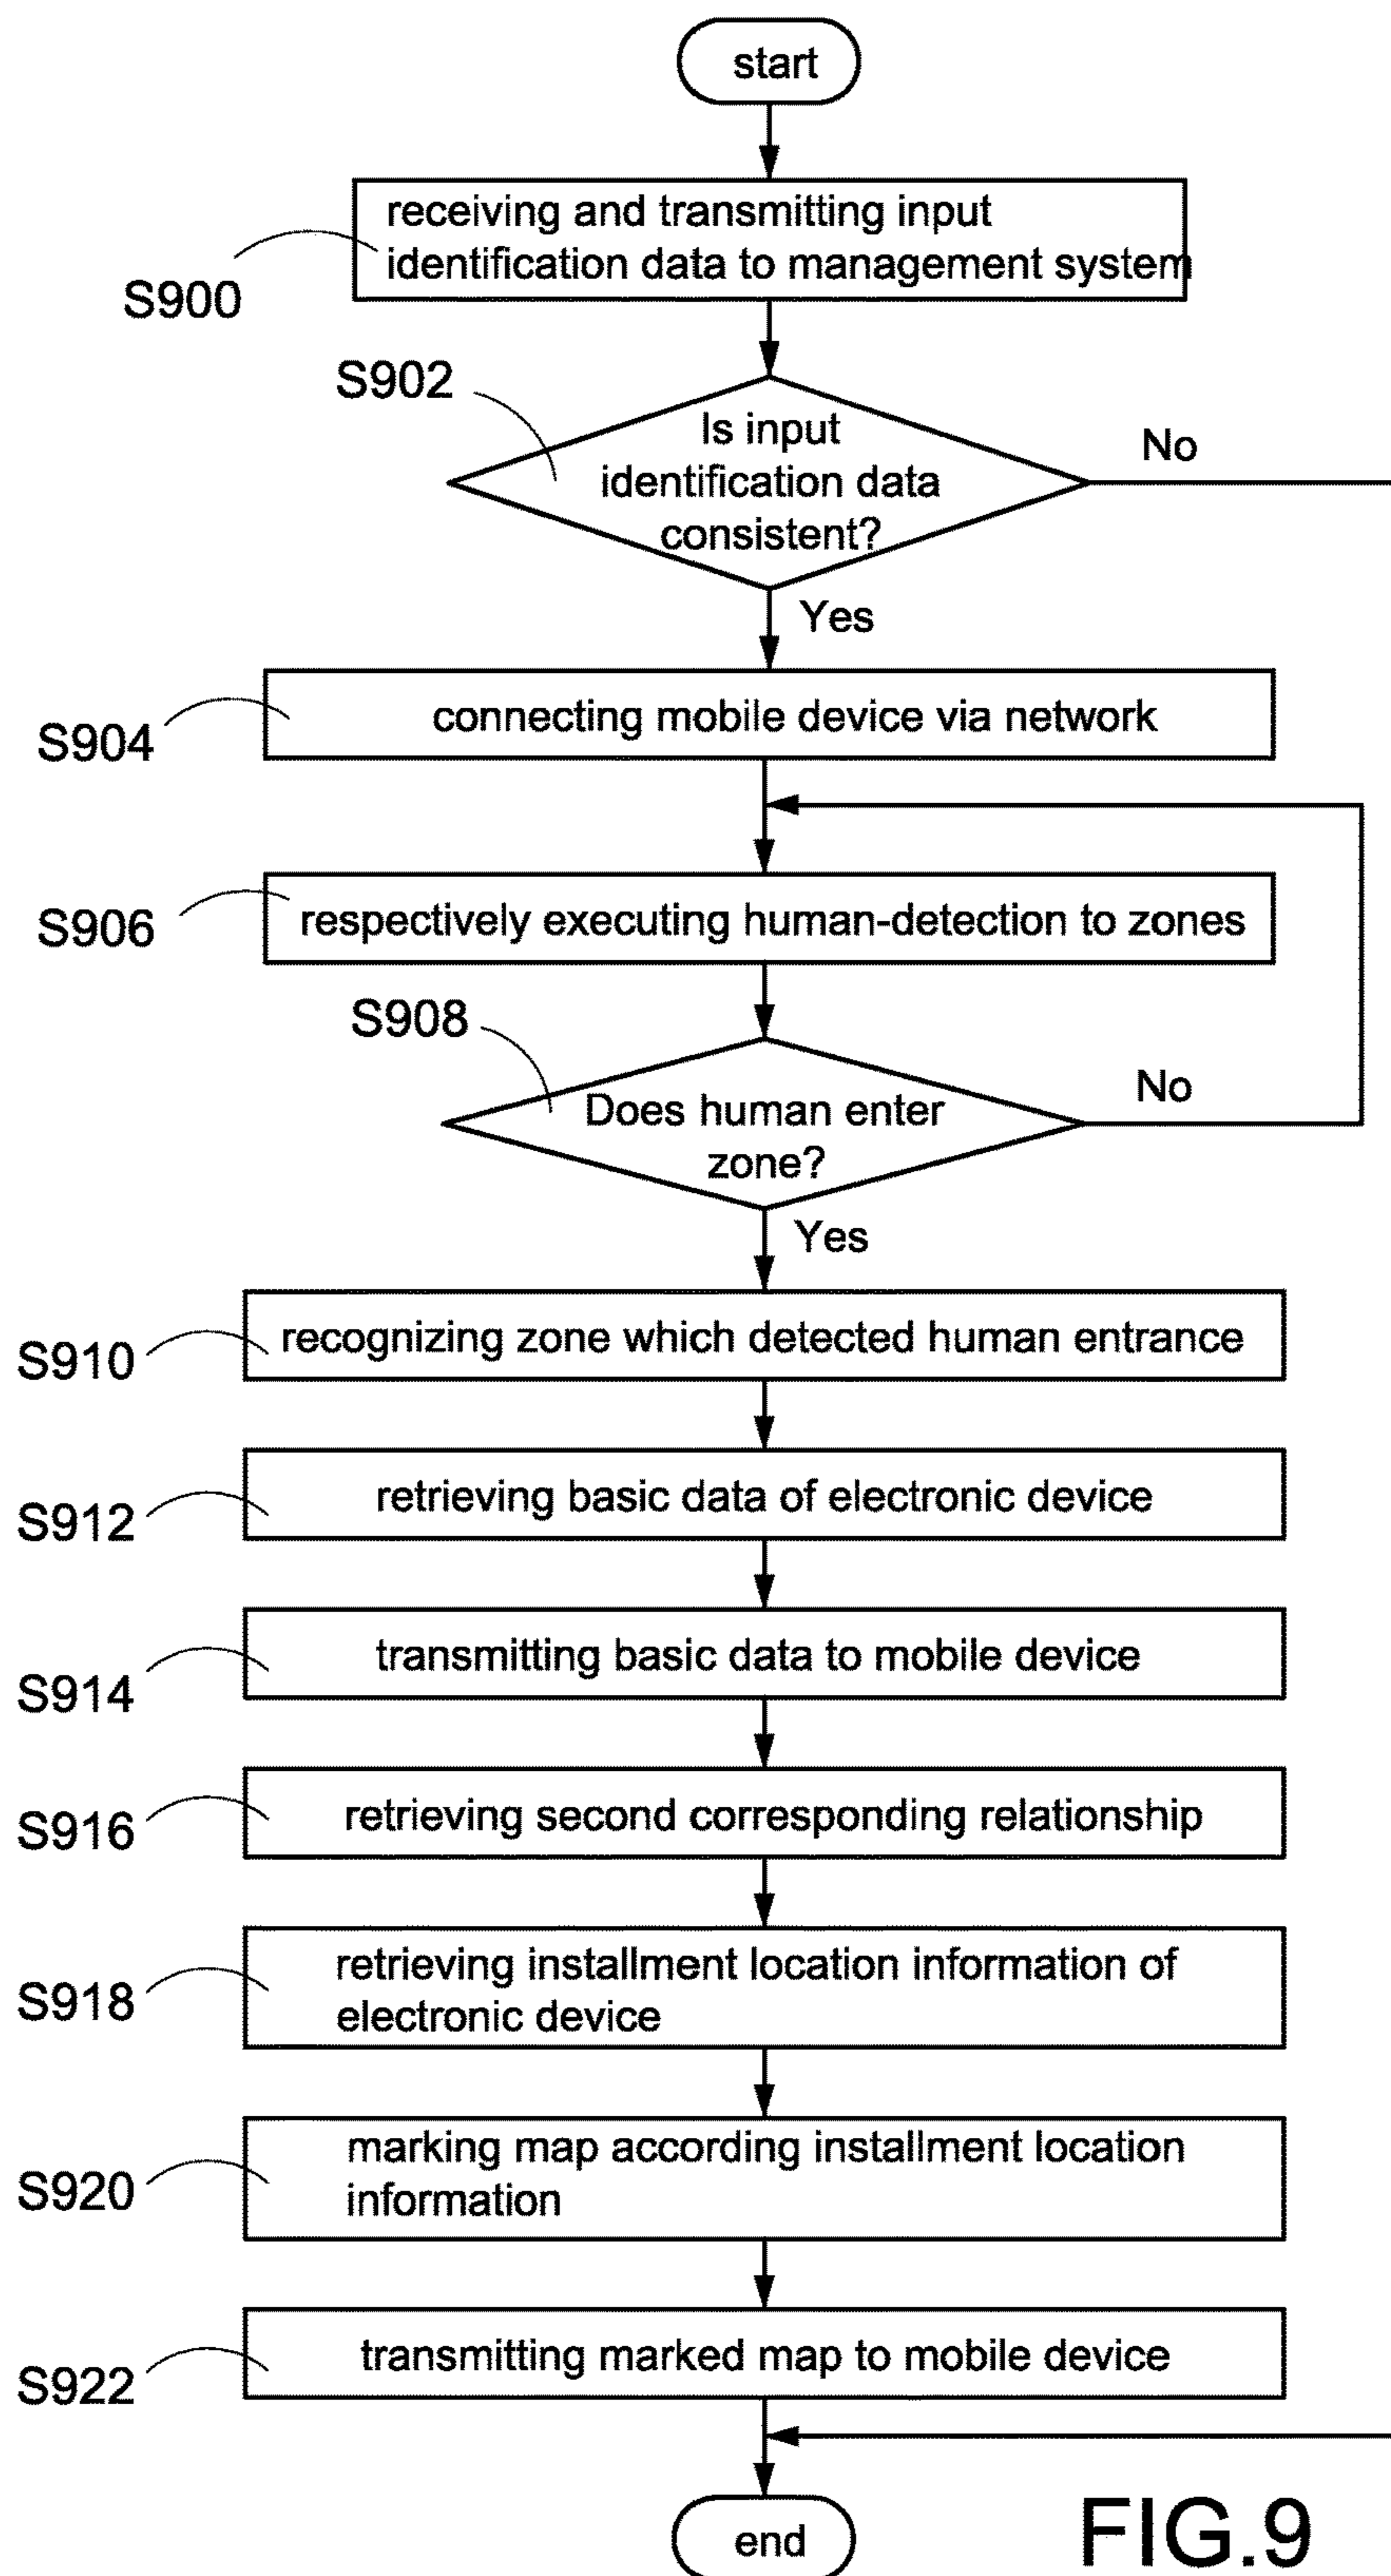 start
receiving and transmitting input
identification data to management system
S900
S902
Is input
identification data
consistent?
No
Yes
connecting mobile device via network
S904
respectively executing human-detection to zones
S906
S908
Does human enter
zone?
No
Yes
recognizing zone which detected human entrance
S910
retrieving basic data of electronic device
S912
transmitting basic data to mobile device
S914
retrieving second corresponding relationship
S916
retrieving installment location information of
electronic device
S918
marking map according installment location
information
S920
transmitting marked map to mobile device
S922
end
FIG.9